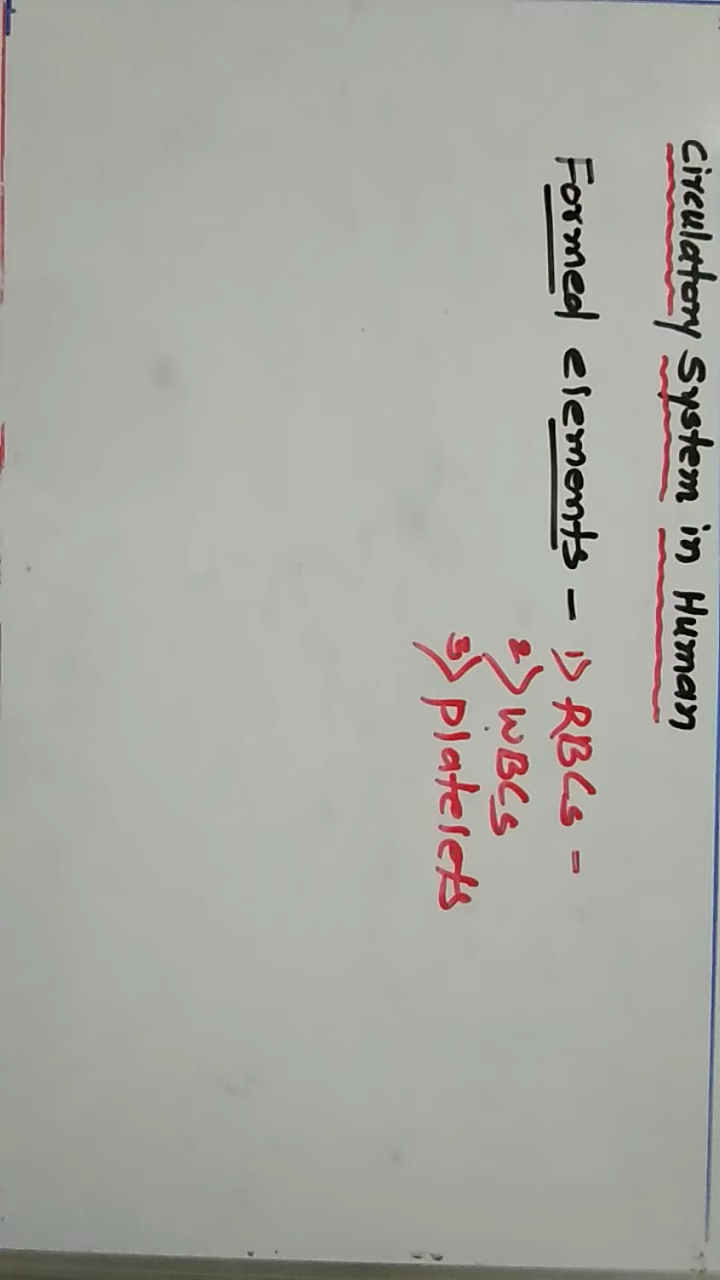 Circulatory System in Human
Formed elements - 1) RBCs -
2) WBCs
3) Platelets